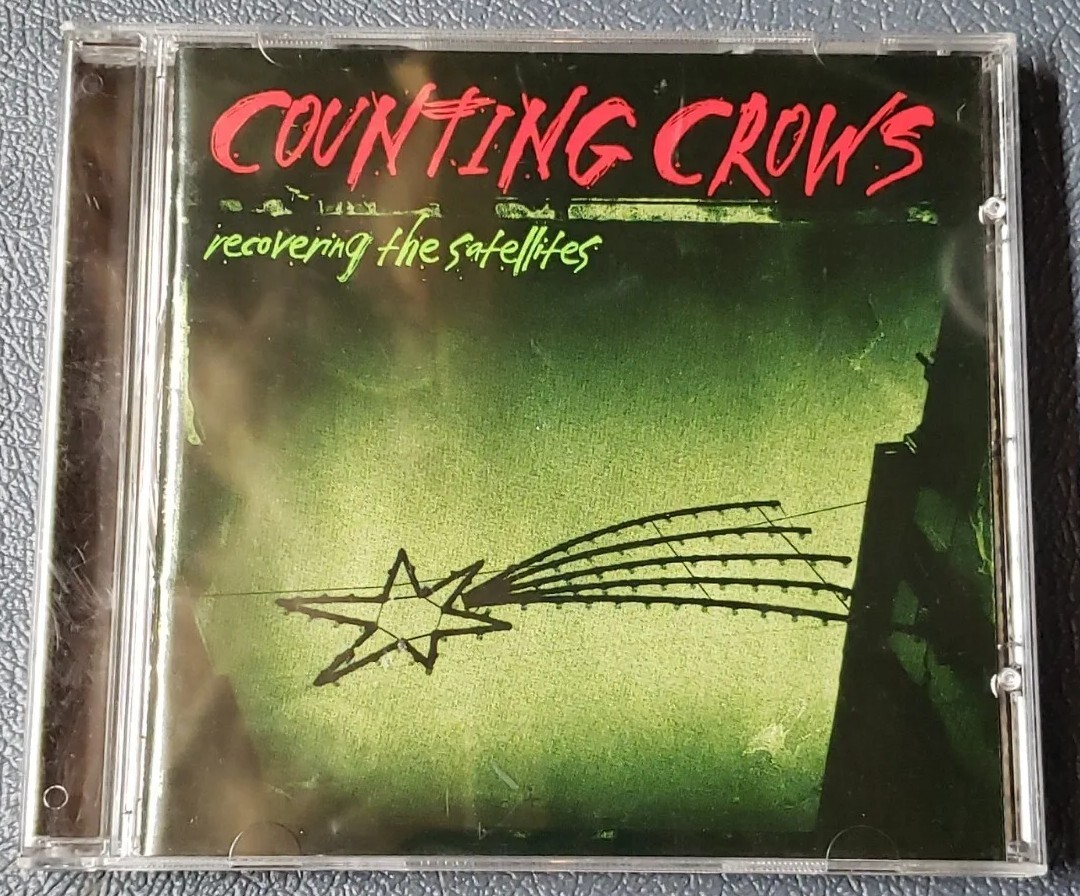 COUNTING CROWS
recovering the satellites